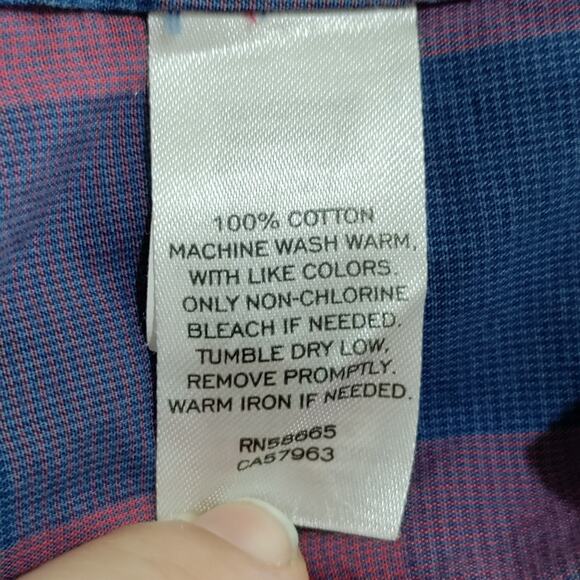 100% COTTON
MACHINE WASH WARM,
WITH LIKE COLORS.
ONLY NON-CHLORINE
BLEACH IF NEEDED.
TUMBLE DRY LOW,
REMOVE PROMPTLY.
WARM IRON IF NEEDED.
RN58665
CA57963